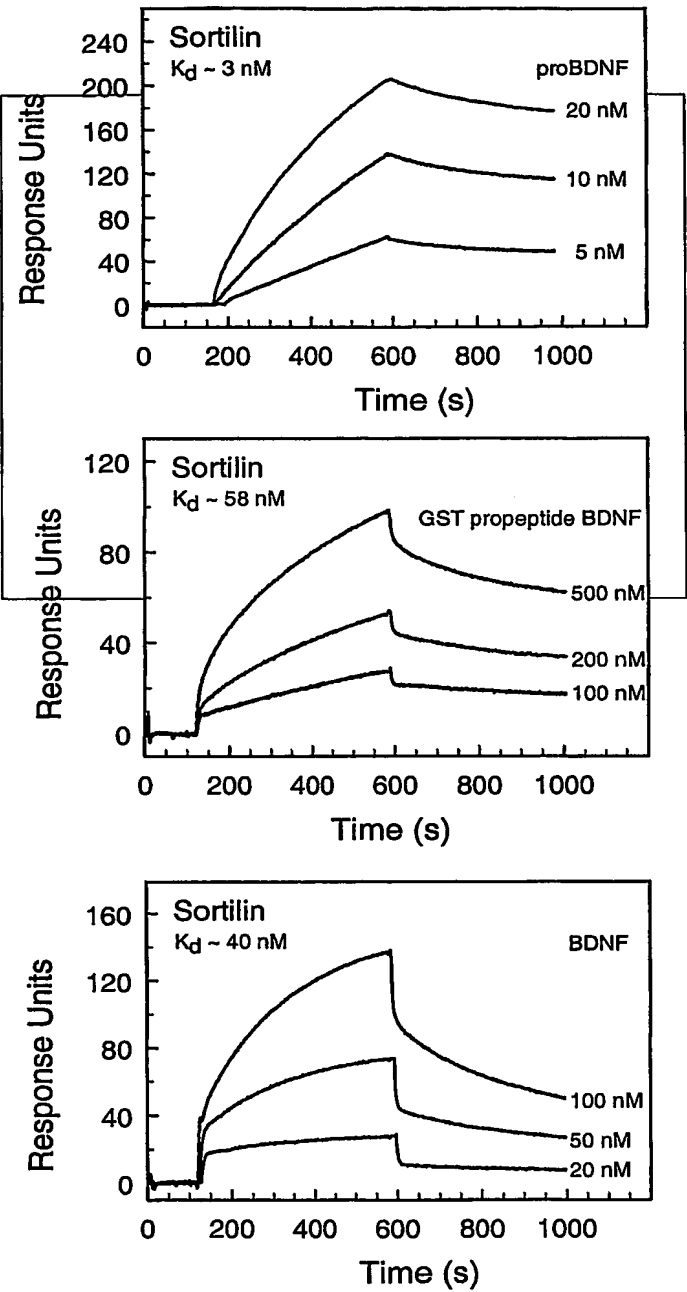 Sortilin
Kd ~ 3 nM
proBDNF
240
200
160
120
80
40
0
20 nM
10 nM
5 nM
Response Units
0 200 400 600 800 1000
Time (s)
Sortilin
Kd ~ 58 nM
GST propeptide BDNF
120
80
40
0
500 nM
200 nM
100 nM
Response Units
0 200 400 600 800 1000
Time (s)
Sortilin
Kd ~ 40 nM
BDNF
160
120
80
40
0
100 nM
50 nM
20 nM
Response Units
0 200 400 600 800 1000
Time (s)